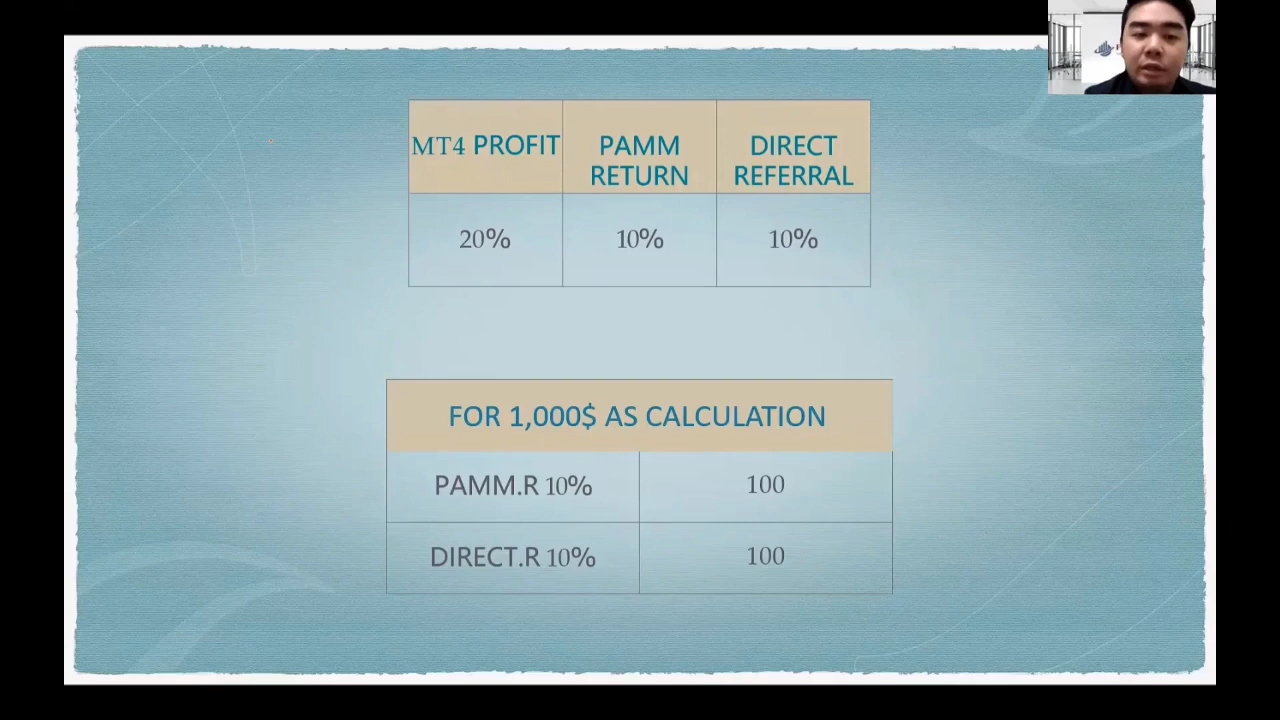 MT4 PROFIT
PAMM
RETURN
DIRECT
REFERRAL
20%
10%
10%
FOR 1,000$ AS CALCULATION
PAMM.R 10%
100
DIRECT.R 10%
100